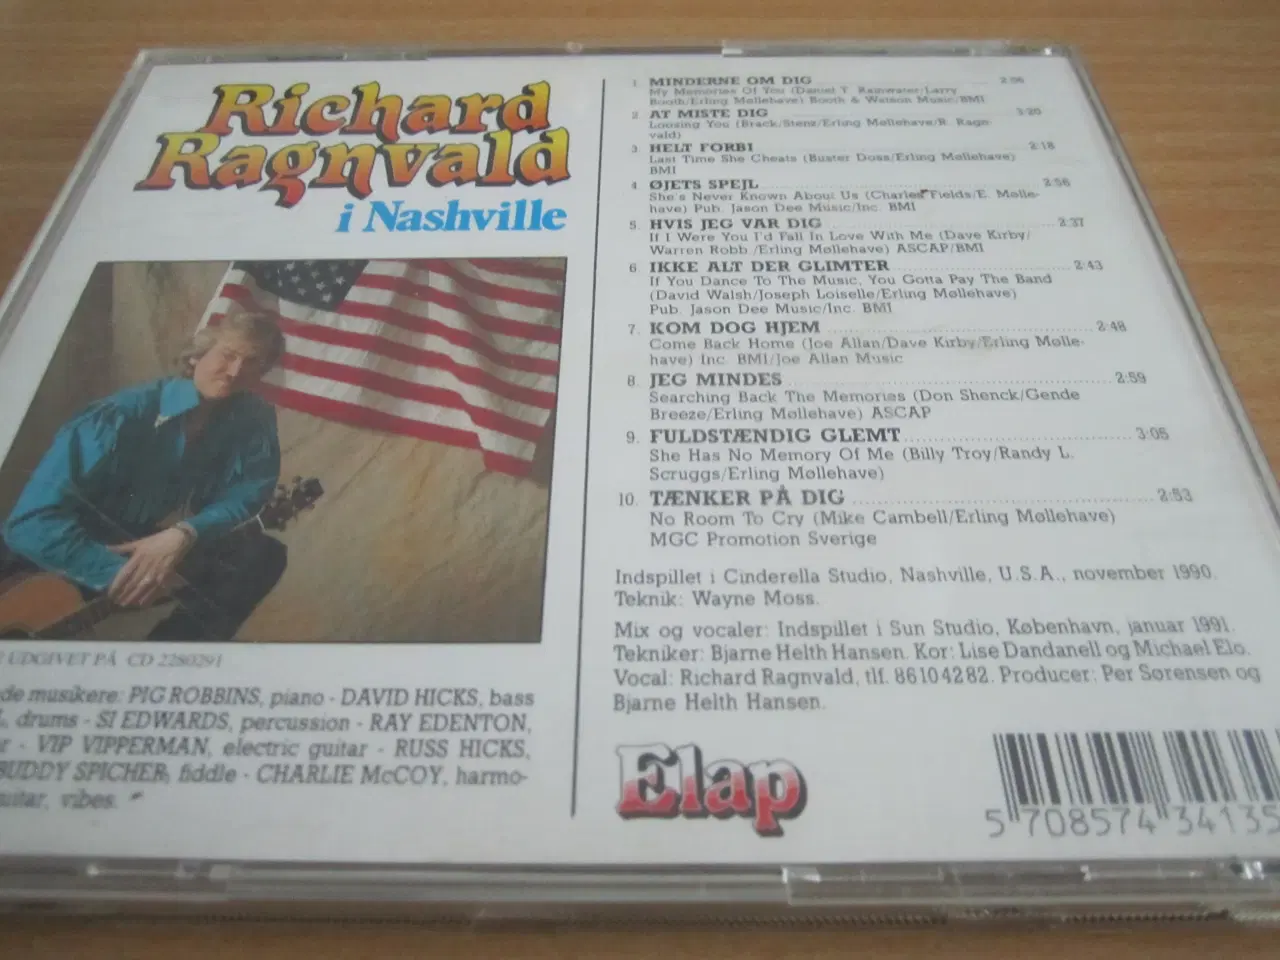 Richard
Ragnvald
i Nashville
UDGIVET PÅ CD 2280291
de musikere: PIG ROBBINS, piano - DAVID HICKS, bass
drums - SI EDWARDS, percussion - RAY EDENTON,
- VIP VIPPERMAN, electric guitar - RUSS HICKS,
BUDDY SPICHER, fiddle - CHARLIE McCOY, harmo-
vibes.
1. MINDERNE OM DIG 2:56
My Memories Of You (Daniel T. Rainwater/Larry
Booth/Erling Møllehave) Booth & Watson Music/BMI
2. AT MISTE DIG 3:20
Loosing You (Brack/Stenz/Erling Møllehave/R. Ragn-
vald)
3. HELT FORBI 2:18
Last Time She Cheats (Buster Doss/Erling Møllehave)
BMI
4. ØJETS SPEJL 2:56
She's Never Known About Us (Charles Fields/E. Mølle-
have) Pub. Jason Dee Music/Inc. BMI
5. HVIS JEG VAR DIG 2:37
If I Were You I'd Fall In Love With Me (Dave Kirby/
Warren Robb./Erling Møllehave) ASCAP/BMI
6. IKKE ALT DER GLIMTER 2:43
If You Dance To The Music, You Gotta Pay The Band
(David Walsh/Joseph Loiselle/Erling Møllehave)
Pub. Jason Dee Music/Inc. BMI
7. KOM DOG HJEM 2:48
Come Back Home (Joe Allan/Dave Kirby/Erling Mølle-
have) Inc. BMI/Joe Allan Music
8. JEG MINDES 2:59
Searching Back The Memories (Don Shenck/Gende
Breeze/Erling Møllehave) ASCAP
9. FULDSTÆNDIG GLEMT 3:05
She Has No Memory Of Me (Billy Troy/Randy L.
Scruggs/Erling Møllehave)
10. TÆNKER PÅ DIG 2:53
No Room To Cry (Mike Cambell/Erling Møllehave)
MGC Promotion Sverige
Indspillet i Cinderella Studio, Nashville, U.S.A., november 1990.
Teknik: Wayne Moss.
Mix og vocaler: Indspillet i Sun Studio, København, januar 1991.
Tekniker: Bjarne Helth Hansen. Kor: Lise Dandanell og Michael Elo.
Vocal: Richard Ragnvald, tlf. 86104282. Producer: Per Sørensen og
Bjarne Helth Hansen.
Elap
5 708574 34135